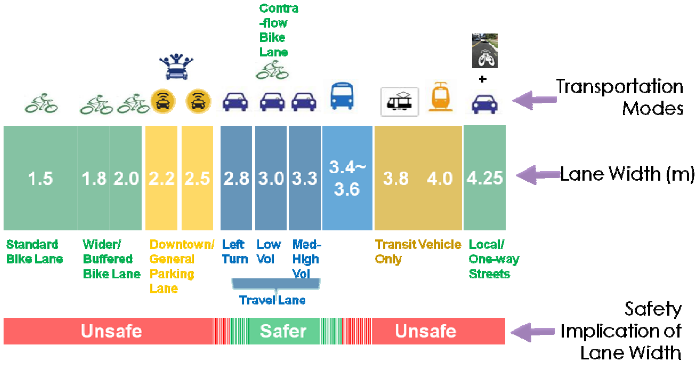 Contra
-flow
Bike
Lane
+
Transportation
Modes
1.5
1.8
2.0
2.2
2.5
2.8
3.0
3.3
3.4~
3.6
3.8
4.0
4.25
Lane Width (m)
Standard
Bike Lane
Wider/
Buffered
Bike Lane
Downtown/
General
Parking
Lane
Left
Turn
Low
Vol
Med-
High
Vol
Travel Lane
Transit Vehicle
Only
Local/
One-way
Streets
Unsafe
Safer
Unsafe
Safety
Implication of
Lane Width